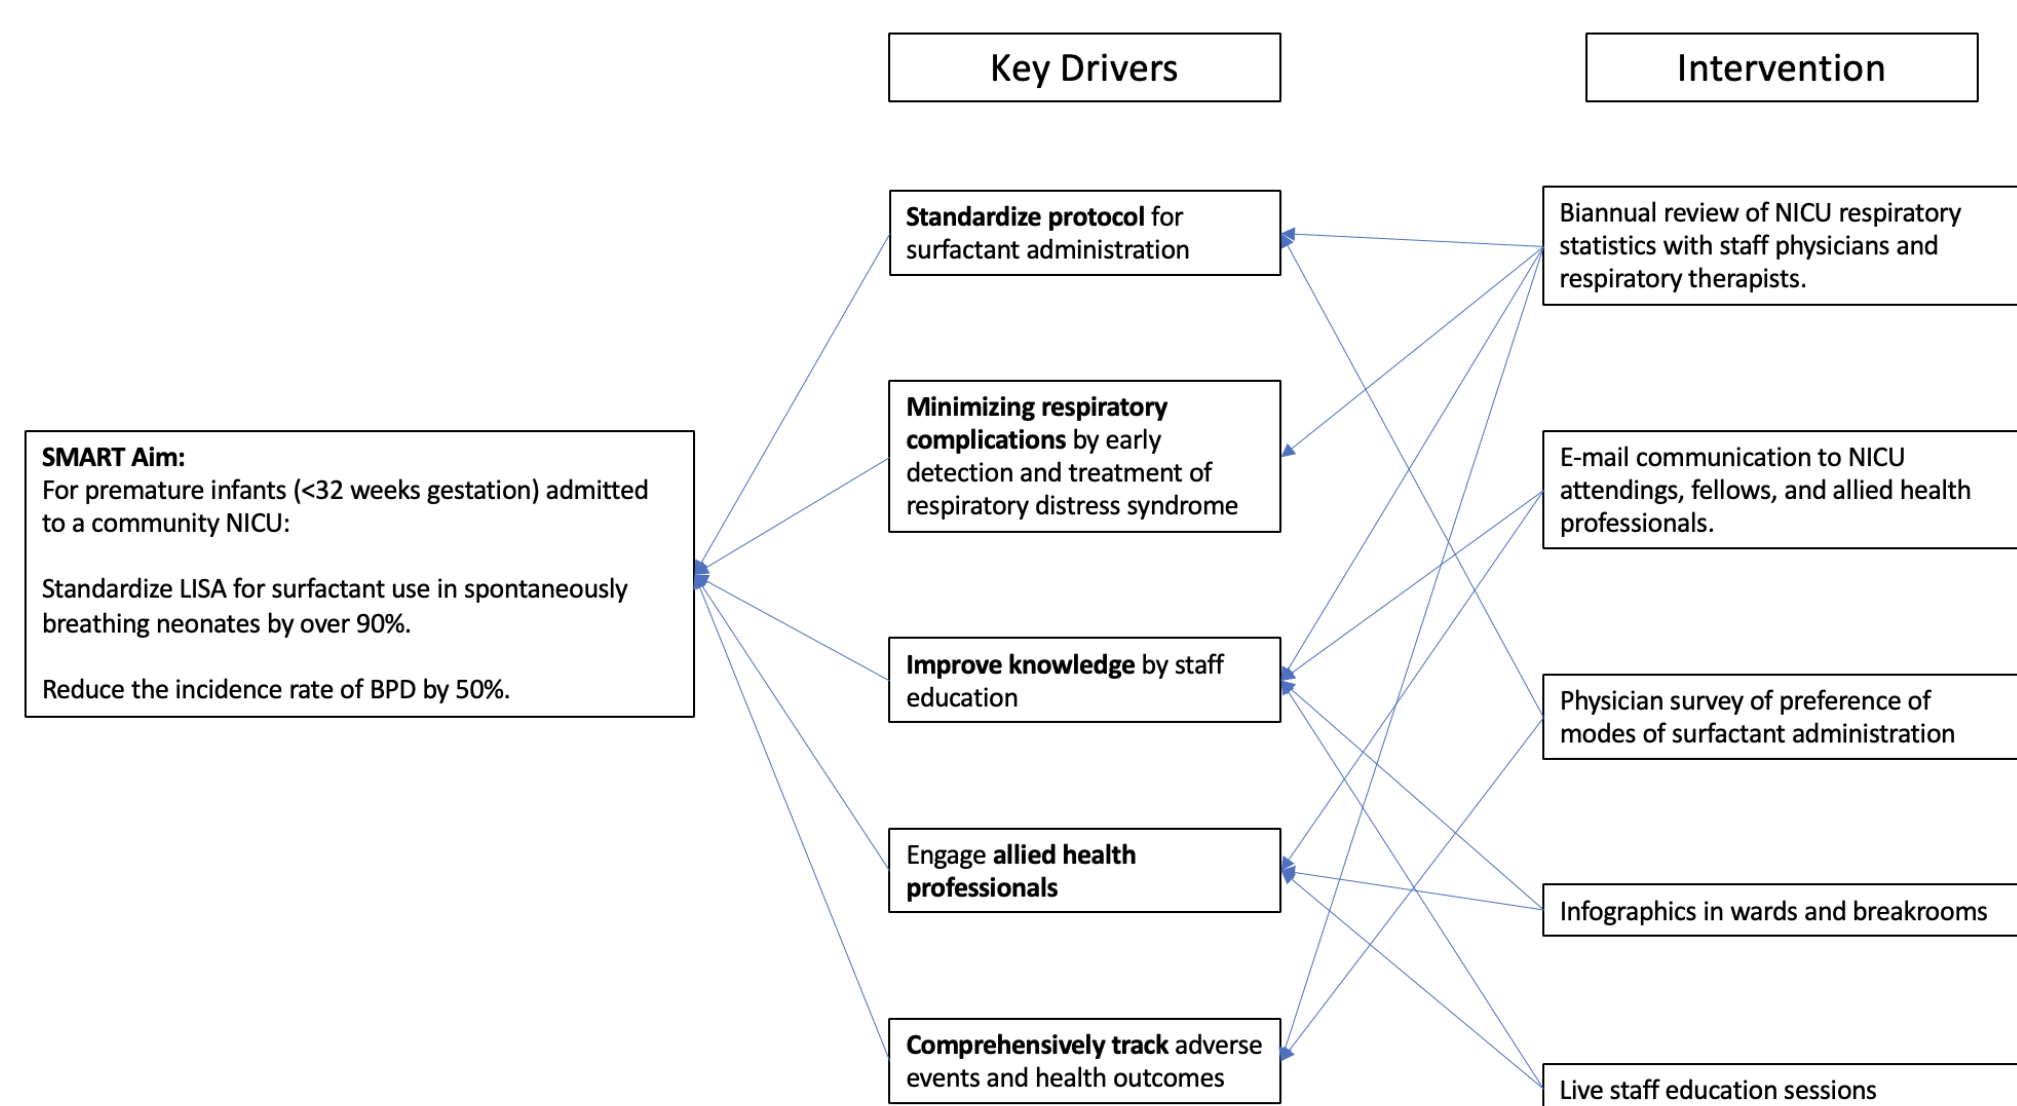 Key Drivers
Intervention
SMART Aim:
For premature infants (<32 weeks gestation) admitted
to a community NICU:
Standardize LISA for surfactant use in spontaneously
breathing neonates by over 90%.
Reduce the incidence rate of BPD by 50%.
Standardize protocol for
surfactant administration
Minimizing respiratory
complications by early
detection and treatment of
respiratory distress syndrome
Improve knowledge by staff
education
Engage allied health
professionals
Comprehensively track adverse
events and health outcomes
Biannual review of NICU respiratory
statistics with staff physicians and
respiratory therapists.
E-mail communication to NICU
attendings, fellows, and allied health
professionals.
Physician survey of preference of
modes of surfactant administration
Infographics in wards and breakrooms
Live staff education sessions